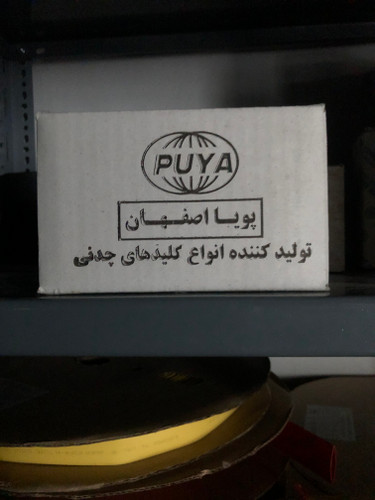 PUYA
پویا اصفهان
تولید کننده انواع کلیدهای چدنی